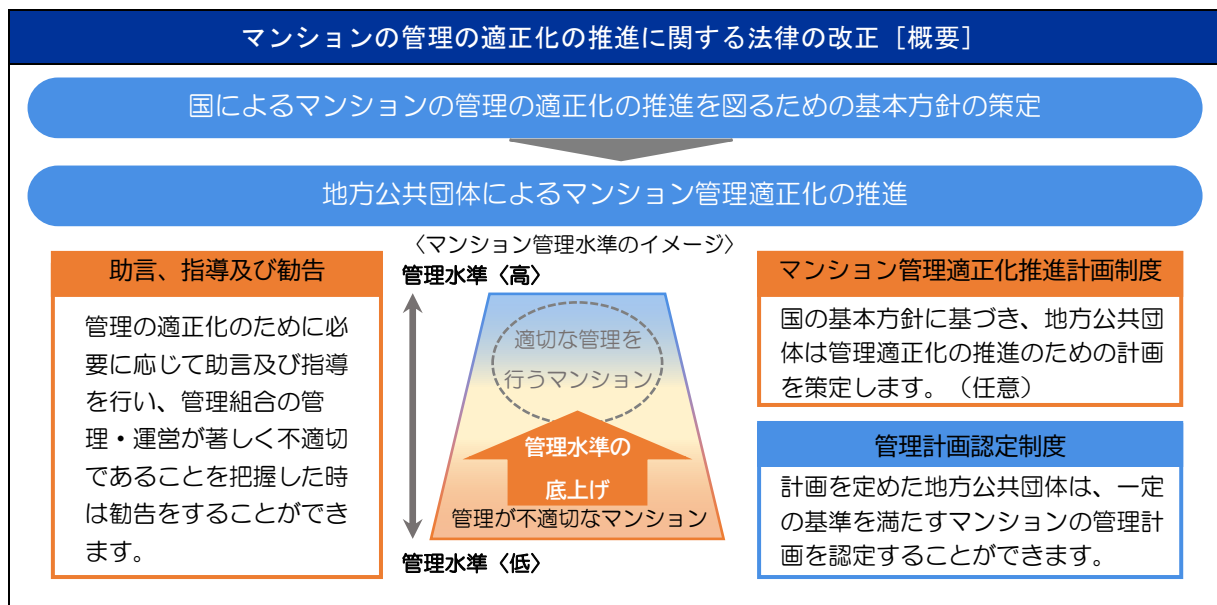 マンションの管理の適正化の推進に関する法律の改正［概要］
国によるマンションの管理の適正化の推進を図るための基本方針の策定
地方公共団体によるマンション管理適正化の推進
助言、指導及び勧告
管理の適正化のために必
要に応じて助言及び指導
を行い、管理組合の管
理・運営が著しく不適切
であることを把握した時
は勧告をすることができ
ます。
〈マンション管理水準のイメージ〉
管理水準〈高〉
適切な管理を
行うマンション
管理水準の
底上げ
管理が不適切なマンション
管理水準〈低〉
マンション管理適正化推進計画制度
国の基本方針に基づき、地方公共団
体は管理適正化の推進のための計画
を策定します。（任意）
管理計画認定制度
計画を定めた地方公共団体は、一定
の基準を満たすマンションの管理計
画を認定することができます。